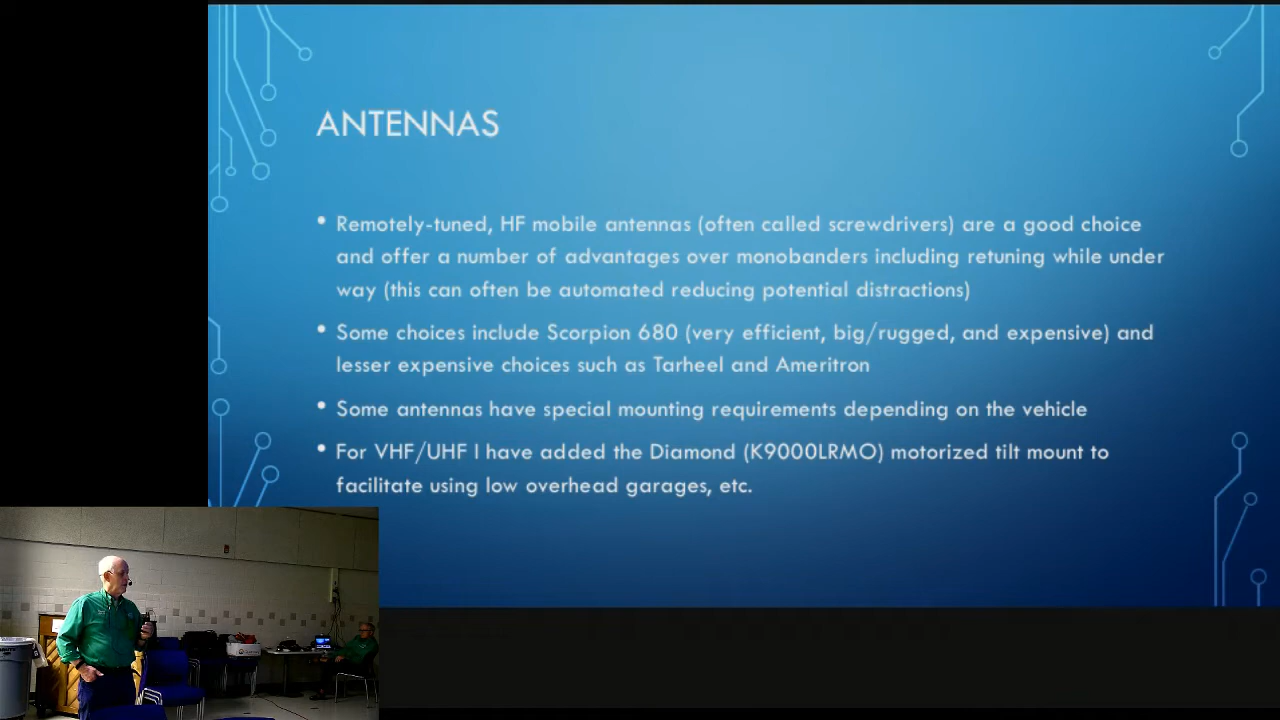 ANTENNAS
• Remotely-tuned, HF mobile antennas (often called screwdrivers) are a good choice
and offer a number of advantages over monobanders including retuning while under
way (this can often be automated reducing potential distractions)
• Some choices include Scorpion 680 (very efficient, big/rugged, and expensive) and
lesser expensive choices such as Tarheel and Ameritron
• Some antennas have special mounting requirements depending on the vehicle
• For VHF/UHF I have added the Diamond (K9000LRMO) motorized tilt mount to
facilitate using low overhead garages, etc.